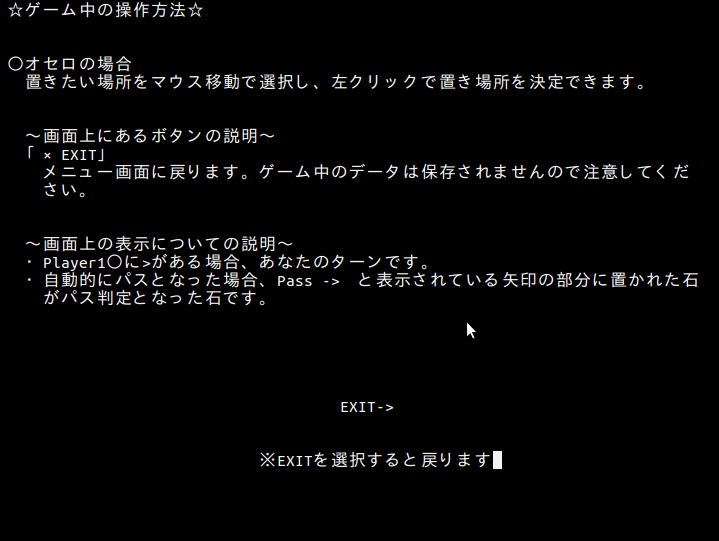 ☆ゲーム中の操作方法☆
〇オセロの場合
置きたい場所をマウス移動で選択し、左クリックで置き場所を決定できます。
～画面上にあるボタンの説明～
「 × EXIT」
メニュー画面に戻ります。ゲーム中のデータは保存されませんので注意してくだ
さい。
～画面上の表示についての説明～
・ Player1〇に>がある場合、あなたのターンです。
・ 自動的にパスとなった場合、Pass -> と表示されている矢印の部分に置かれた石
がパス判定となった石です。
EXIT->
※EXITを選択すると戻ります